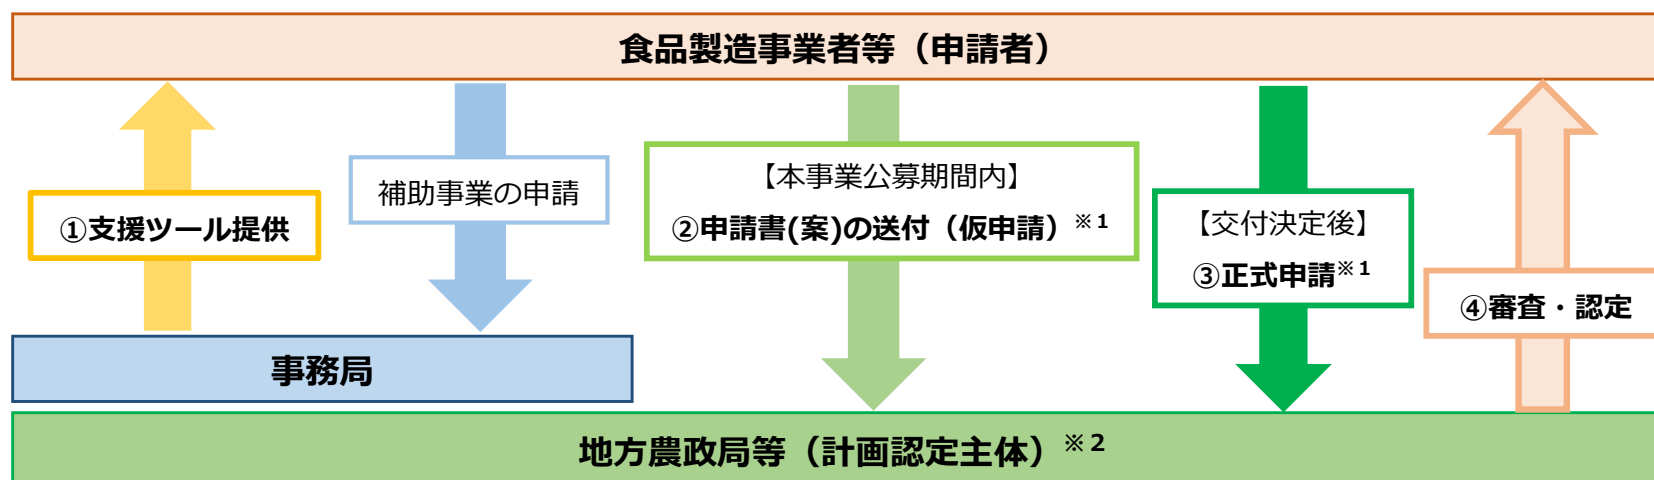 食品製造事業者等（申請者）
①支援ツール提供
補助事業の申請
【本事業公募期間内】
②申請書(案)の送付（仮申請）※１
【交付決定後】
③正式申請※１
④審査・認定
事務局
地方農政局等（計画認定主体）※２